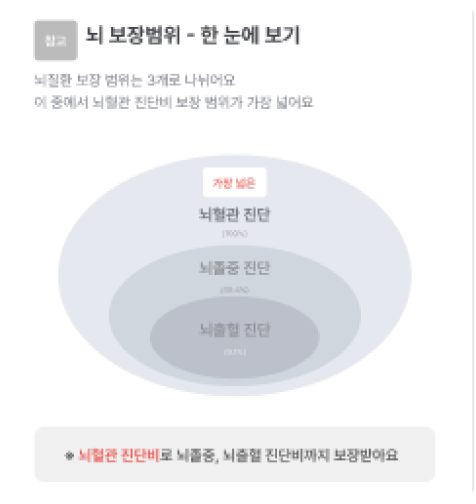 참고
뇌 보장범위 - 한 눈에 보기
뇌질환 보장 범위는 3개로 나뉘어요
이 중에서 뇌혈관 진단비 보장 범위가 가장 넓어요
가장 넓은
뇌혈관 진단
(100%)
뇌졸중 진단
뇌출혈 진단
※ 뇌혈관 진단비로 뇌졸중, 뇌출혈 진단비까지 보장받아요